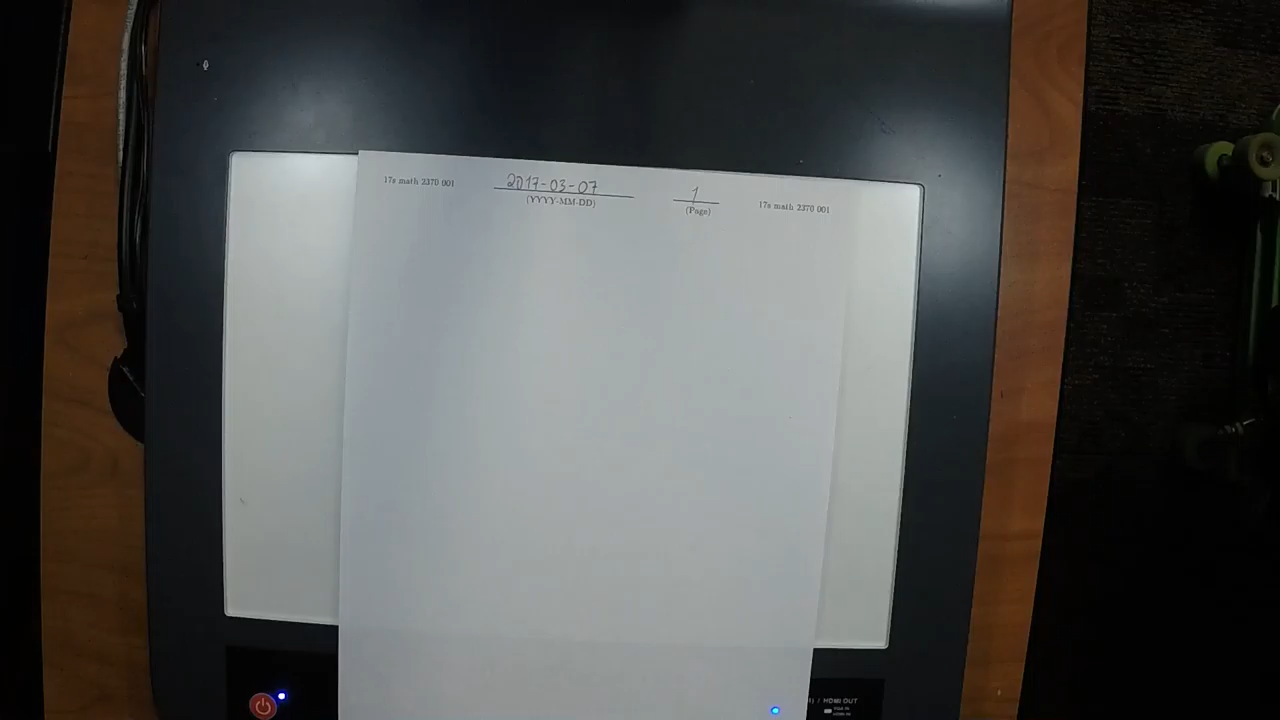 17s math 2370 001 2017-03-07 1 17s math 2370 001
(YYYY-MM-DD) (Page)
/ HDMI OUT